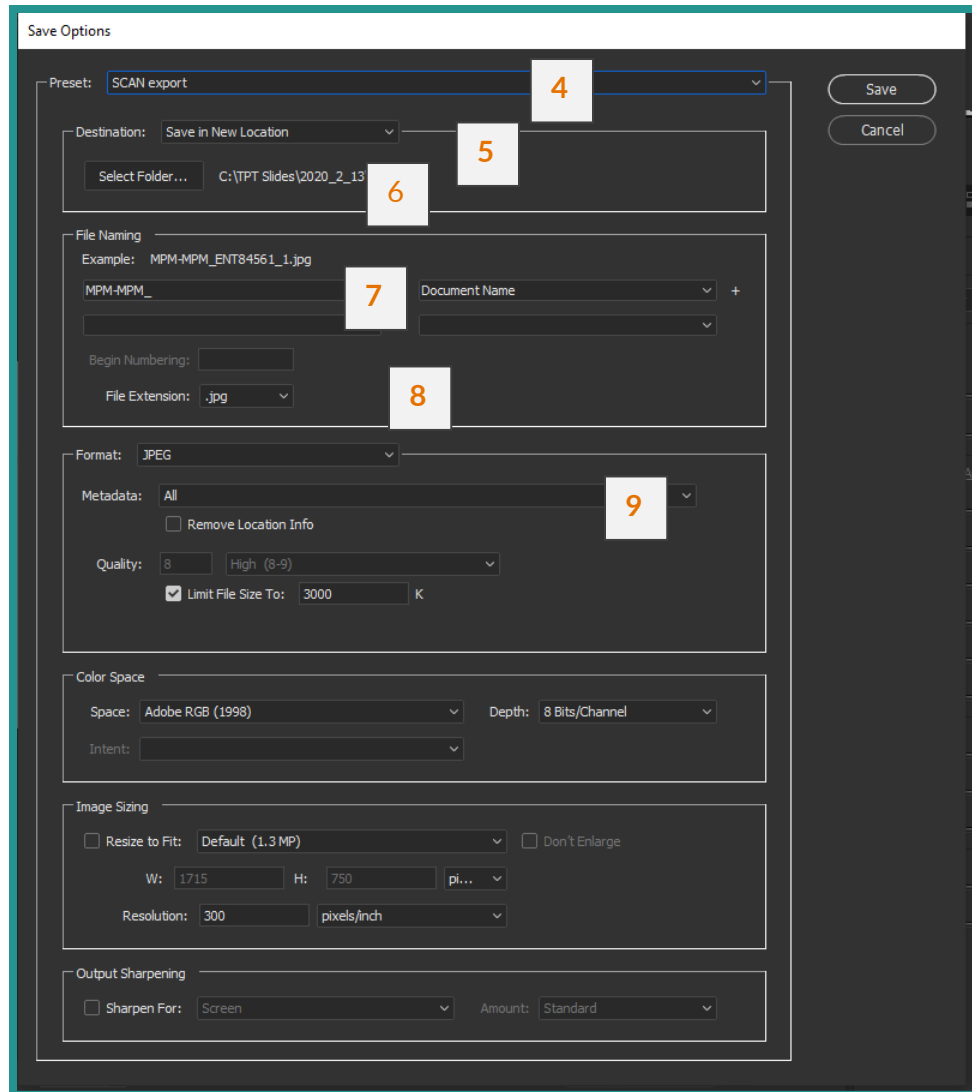 Save Options
Preset: SCAN export 4
Save
Destination: Save in New Location 5
Cancel
Select Folder... C:\TPT Slides\2020_2_13 6
File Naming
Example: MPM-MPM_ENT84561_1.jpg
MPM-MPM_ 7 Document Name +
Begin Numbering:
File Extension: .jpg 8
Format: JPEG
Metadata: All 9
Remove Location Info
Quality: 8 High (8-9)
Limit File Size To: 3000 K
Color Space
Space: Adobe RGB (1998) Depth: 8 Bits/Channel
Intent:
Image Sizing
Resize to Fit: Default (1.3 MP) Don't Enlarge
W: 1715 H: 750 pi...
Resolution: 300 pixels/inch
Output Sharpening
Sharpen For: Screen Amount: Standard